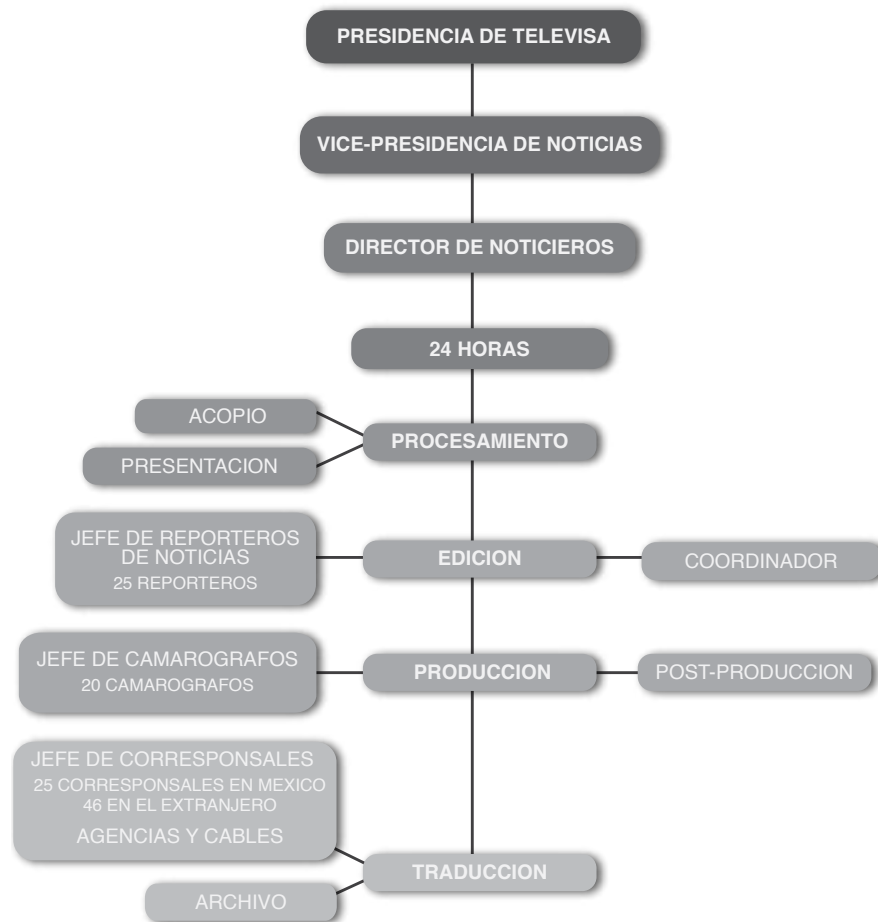 PRESIDENCIA DE TELEVISA
VICE-PRESIDENCIA DE NOTICIAS
DIRECTOR DE NOTICIEROS
24 HORAS
ACOPIO
PROCESAMIENTO
PRESENTACION
JEFE DE REPORTEROS
DE NOTICIAS
25 REPORTEROS
EDICION
COORDINADOR
JEFE DE CAMAROGRAFOS
20 CAMAROGRAFOS
PRODUCCION
POST-PRODUCCION
JEFE DE CORRESPONSALES
25 CORRESPONSALES EN MEXICO
46 EN EL EXTRANJERO
AGENCIAS Y CABLES
TRADUCCION
ARCHIVO